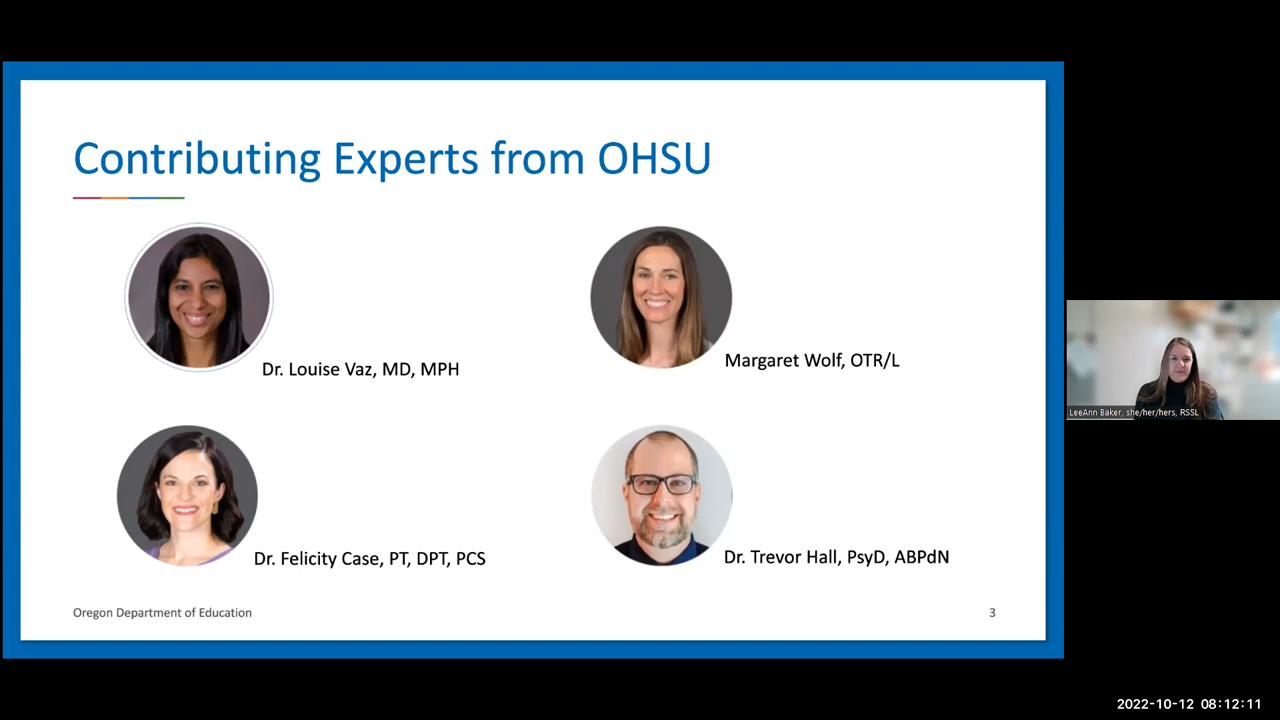 Contributing Experts from OHSU
Dr. Louise Vaz, MD, MPH
Margaret Wolf, OTR/L
Dr. Felicity Case, PT, DPT, PCS
Dr. Trevor Hall, PsyD, ABPdN
Oregon Department of Education
3
LeeAnn Baker, she/her/hers, RSSL
2022-10-12 08:12:11